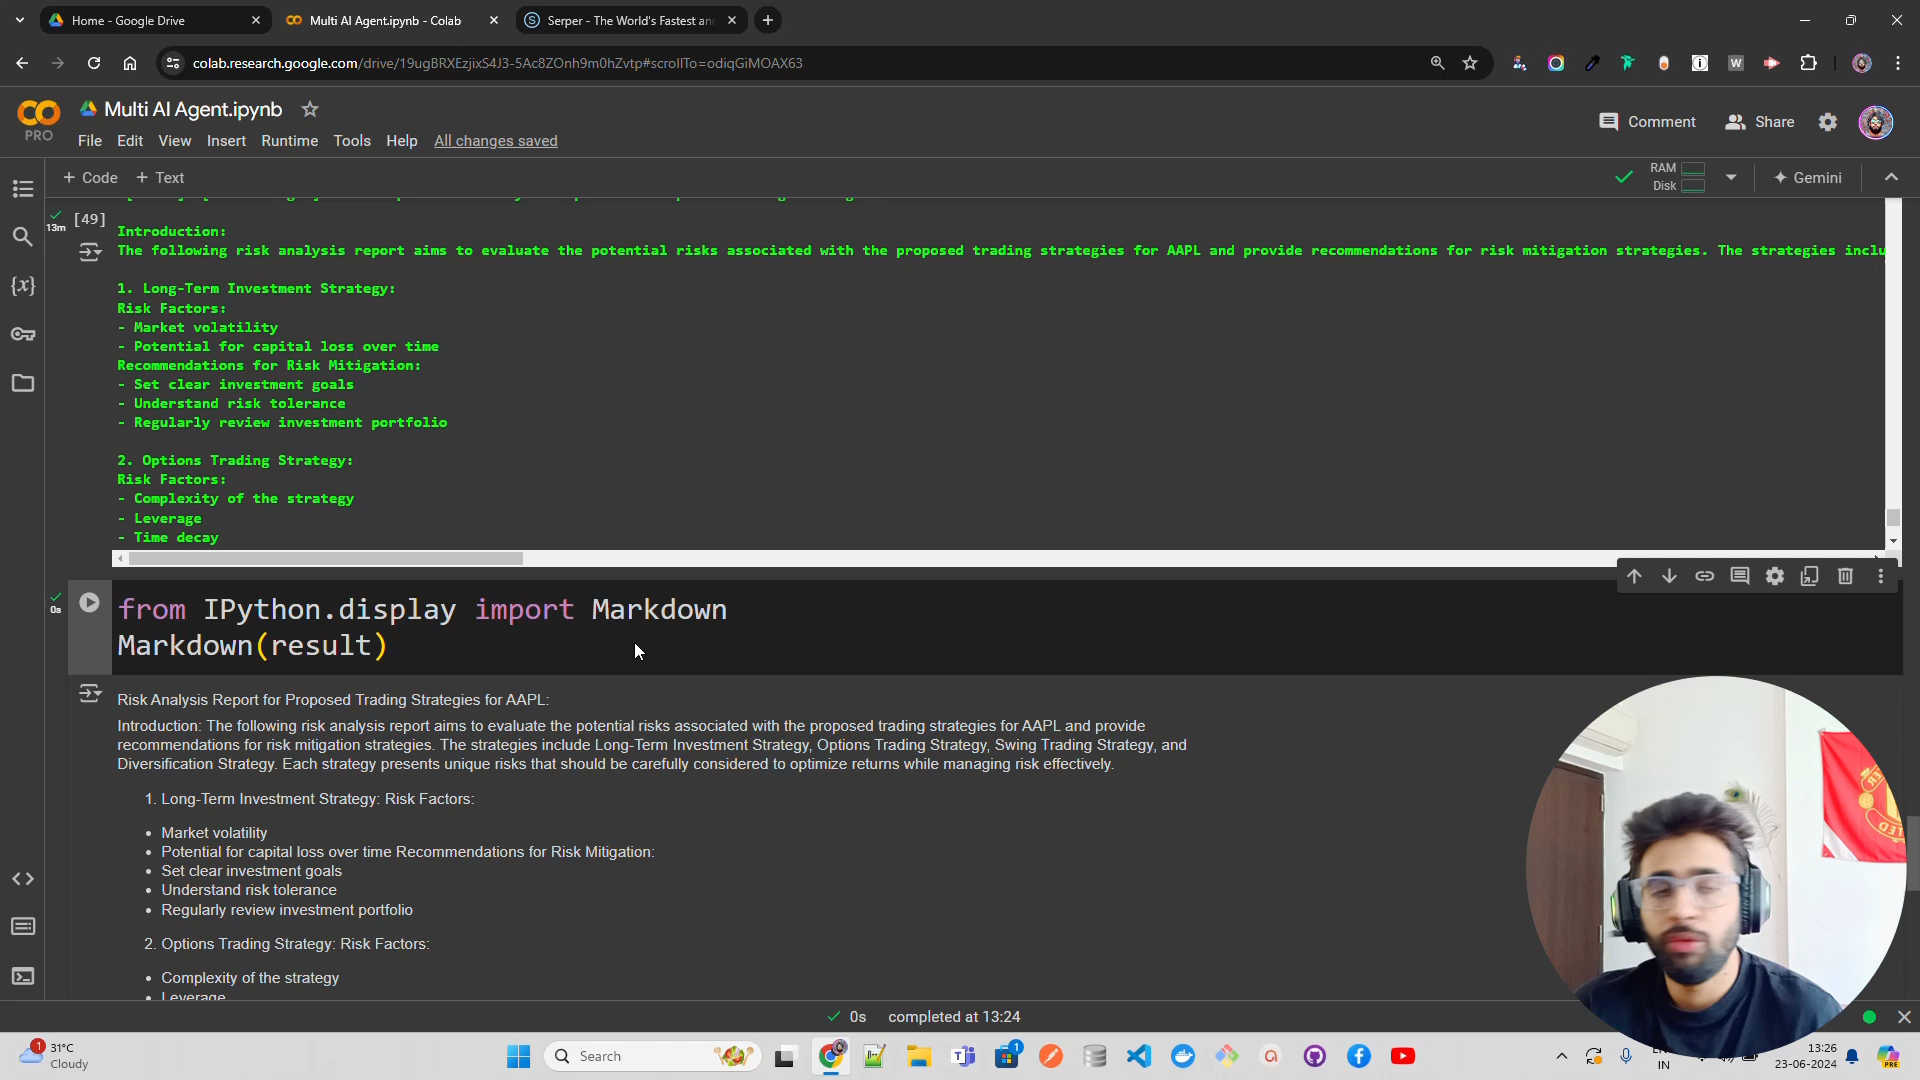 Home - Google Drive
Multi AI Agent.ipynb - Colab
Serper - The World's Fastest an
colab.research.google.com/drive/19ugBRXEzjixS4J3-5Ac8ZOnh9m0hZvtp#scrollTo=odiqGiMOAX63
Multi AI Agent.ipynb
PRO
File Edit View Insert Runtime Tools Help All changes saved
Comment
Share
+ Code + Text
RAM
Disk
Gemini
[49]
13m
Introduction:
The following risk analysis report aims to evaluate the potential risks associated with the proposed trading strategies for AAPL and provide recommendations for risk mitigation strategies. The strategies inclu
1. Long-Term Investment Strategy:
Risk Factors:
- Market volatility
- Potential for capital loss over time
Recommendations for Risk Mitigation:
- Set clear investment goals
- Understand risk tolerance
- Regularly review investment portfolio
2. Options Trading Strategy:
Risk Factors:
- Complexity of the strategy
- Leverage
- Time decay
0s
from IPython.display import Markdown
Markdown(result)
Risk Analysis Report for Proposed Trading Strategies for AAPL:
Introduction: The following risk analysis report aims to evaluate the potential risks associated with the proposed trading strategies for AAPL and provide
recommendations for risk mitigation strategies. The strategies include Long-Term Investment Strategy, Options Trading Strategy, Swing Trading Strategy, and
Diversification Strategy. Each strategy presents unique risks that should be carefully considered to optimize returns while managing risk effectively.
1. Long-Term Investment Strategy: Risk Factors:
• Market volatility
• Potential for capital loss over time Recommendations for Risk Mitigation:
• Set clear investment goals
• Understand risk tolerance
• Regularly review investment portfolio
2. Options Trading Strategy: Risk Factors:
• Complexity of the strategy
• Leverage
0s completed at 13:24
1
31°C
Cloudy
Search
1
IN
13:26
23-06-2024
PRE